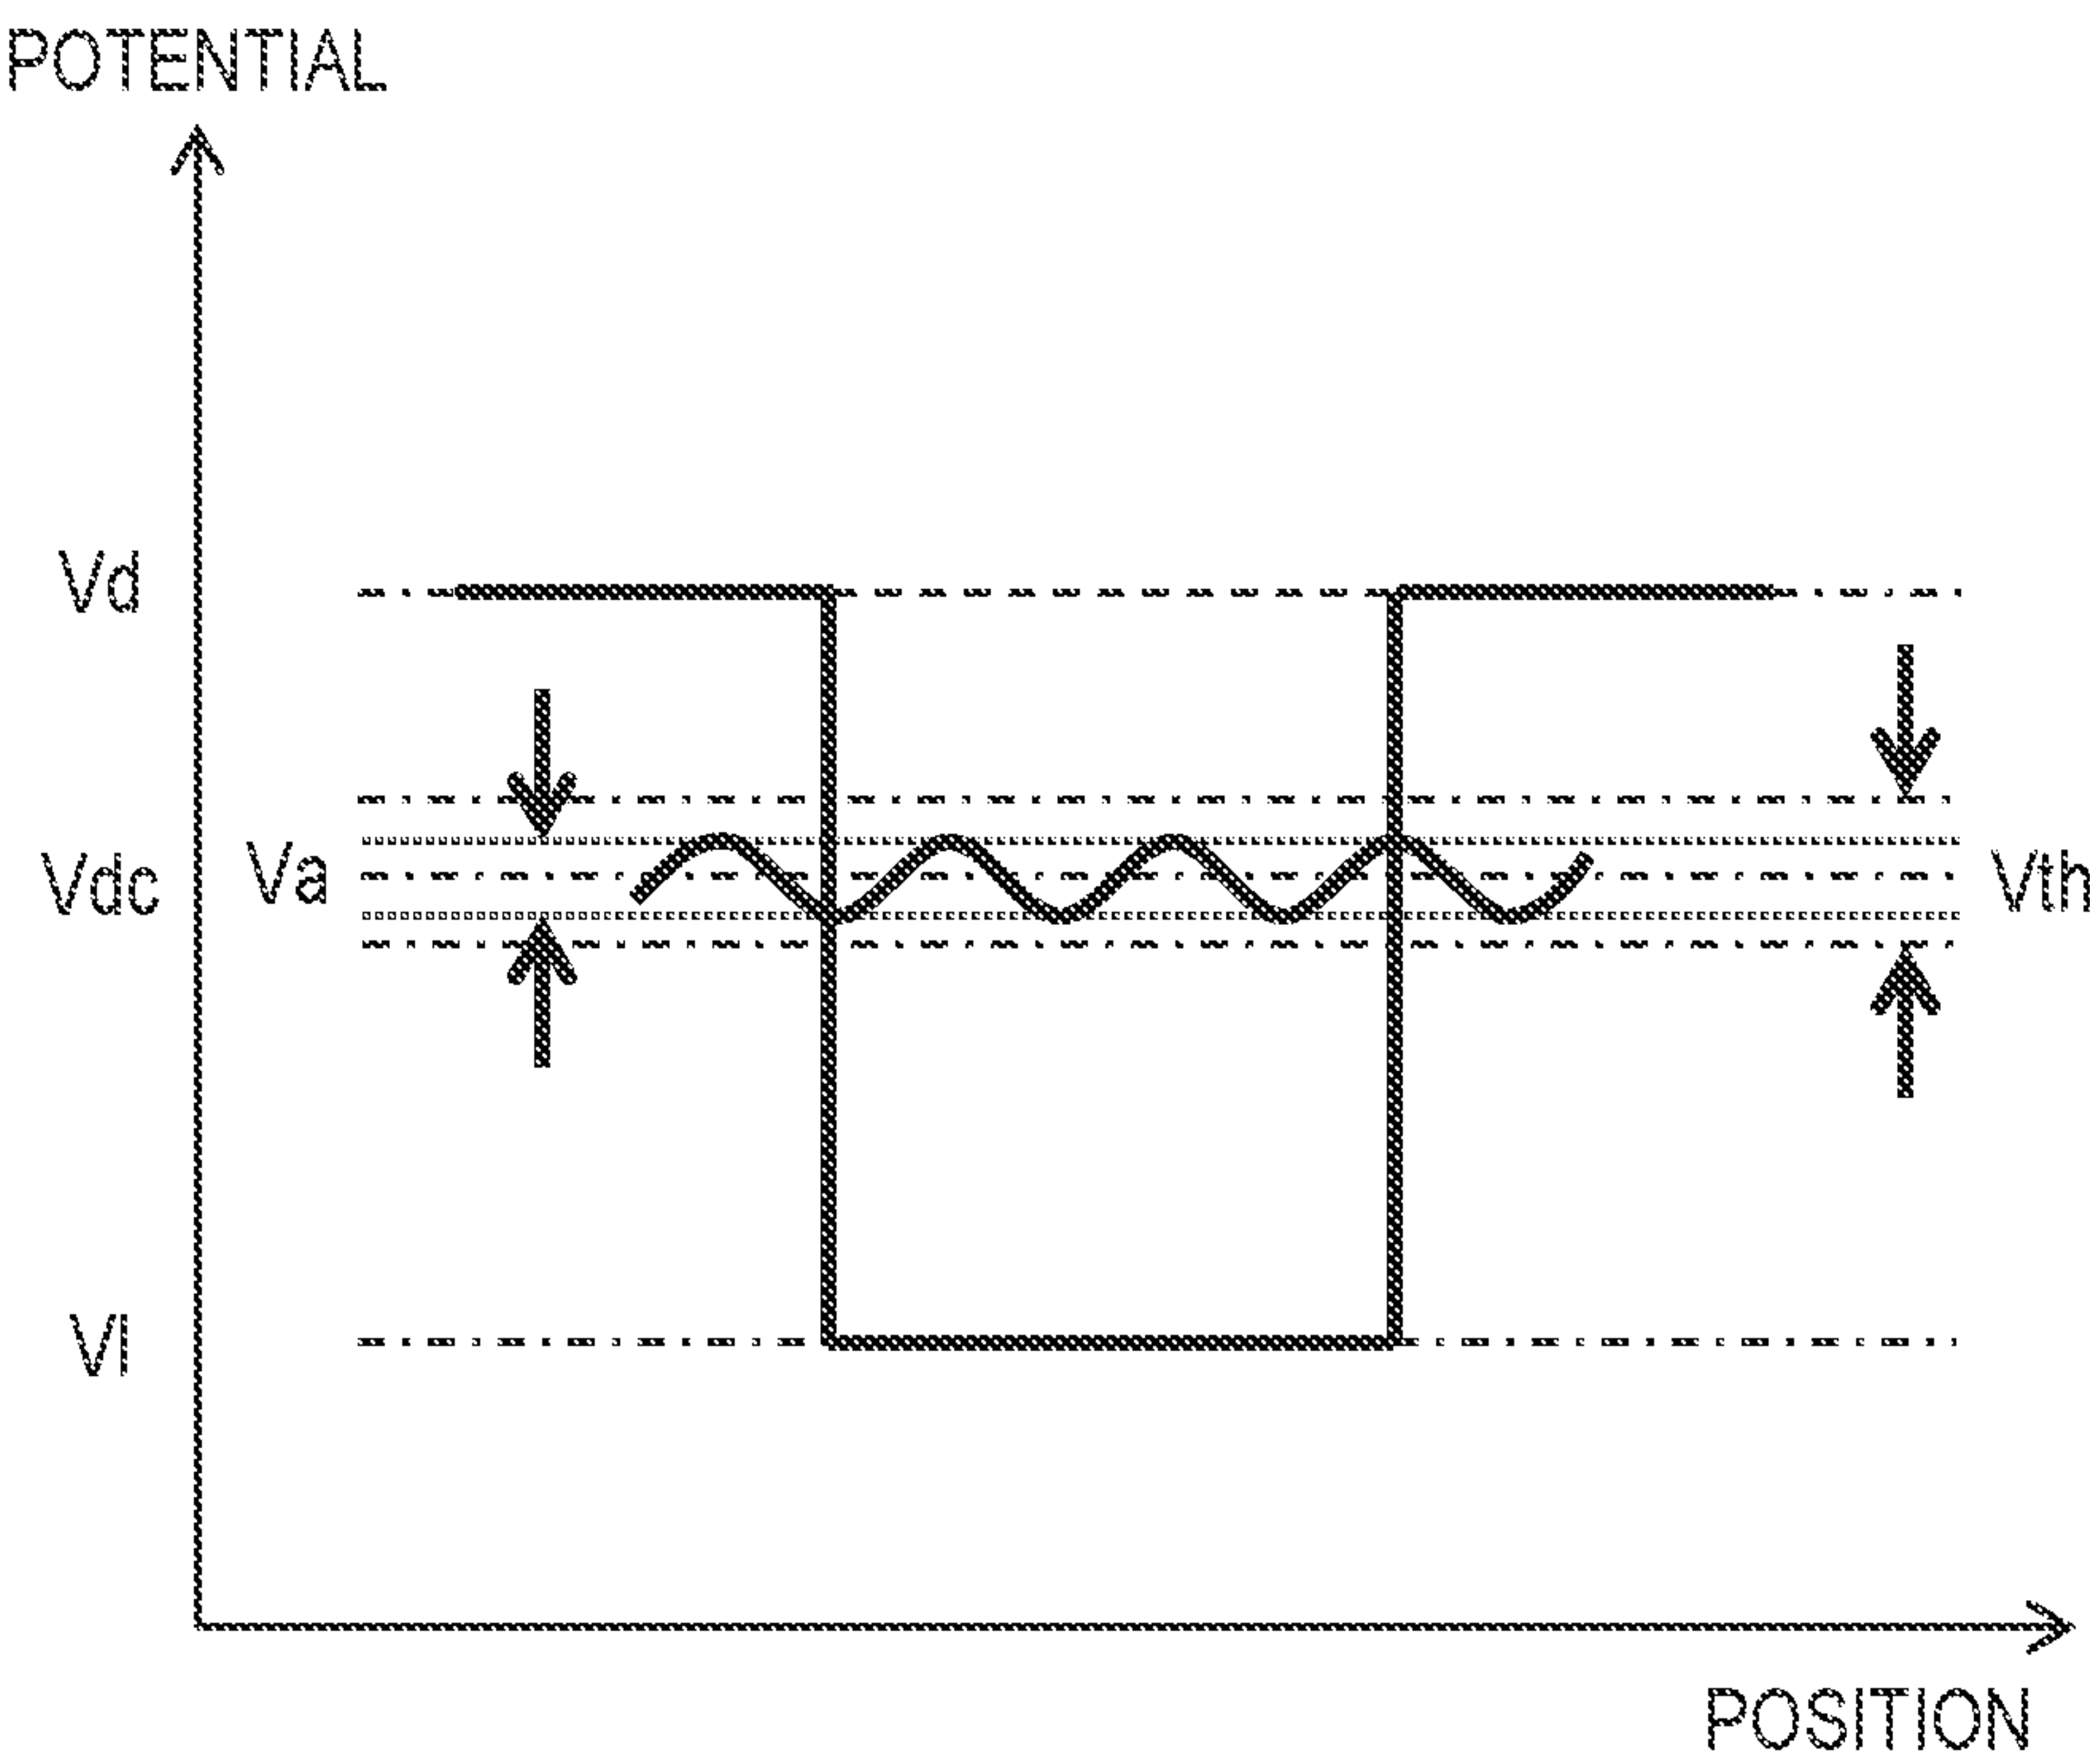 POTENTIAL
Vd
Vdc
Va
Vth
Vl
POSITION